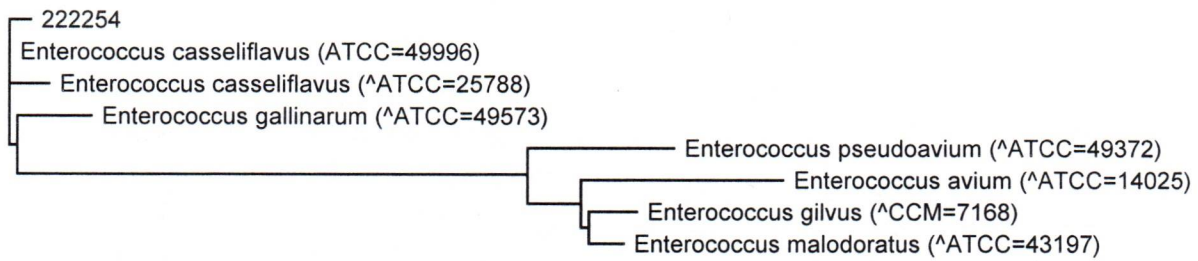 222254
Enterococcus casseliflavus (ATCC=49996)
Enterococcus casseliflavus (^ATCC=25788)
Enterococcus gallinarum (^ATCC=49573)
Enterococcus pseudoavium (^ATCC=49372)
Enterococcus avium (^ATCC=14025)
Enterococcus gilvus (^CCM=7168)
Enterococcus malodoratus (^ATCC=43197)